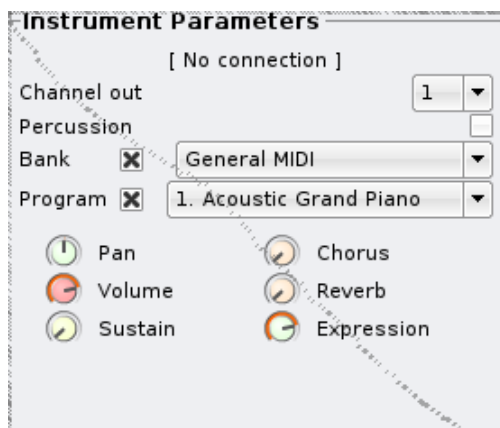 Instrument Parameters
[ No connection ]
Channel out 1
Percussion
Bank General MIDI
Program 1. Acoustic Grand Piano
Pan Chorus
Volume Reverb
Sustain Expression